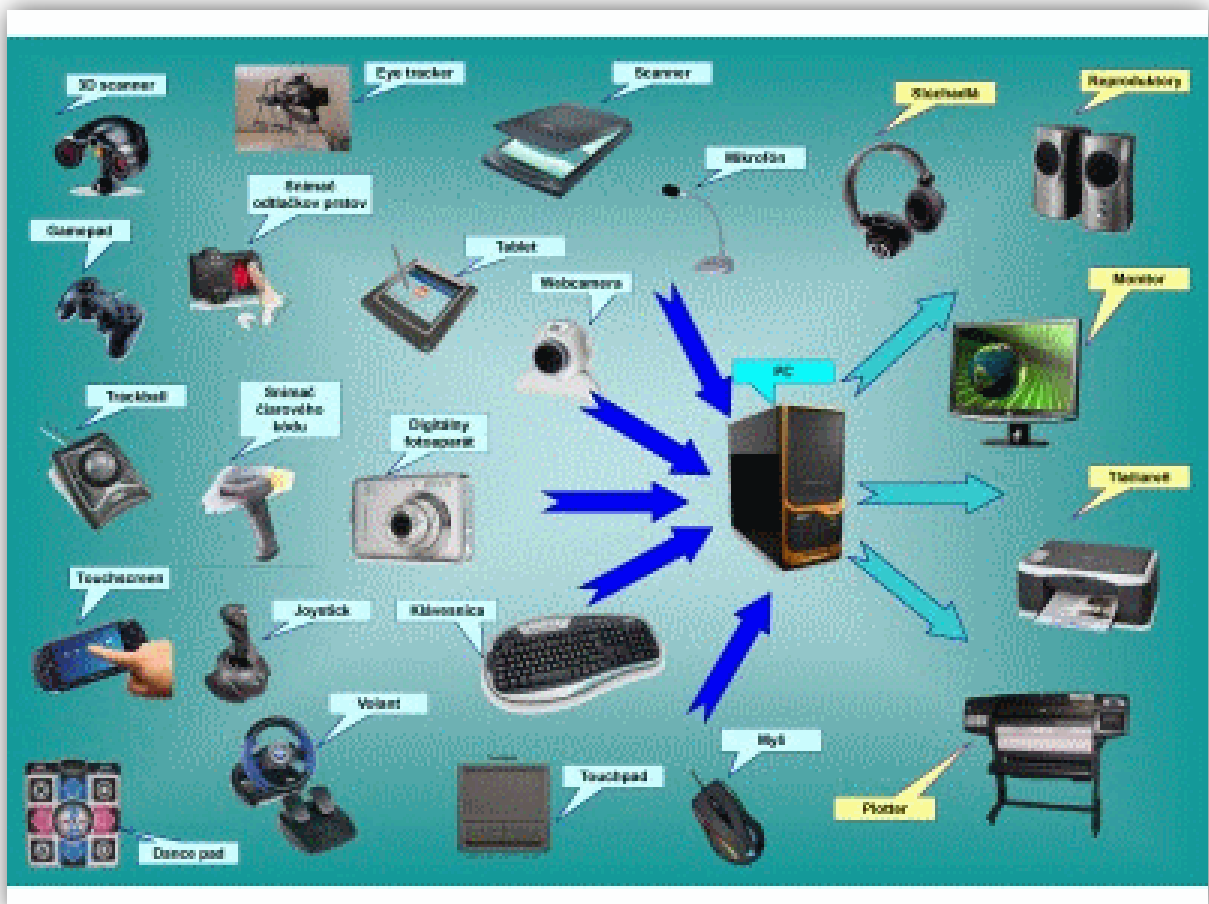 3D scanner
Eye tracker
Scanner
Slúchadlá
Reproduktory
Mikrofón
Snímač
odtlačkov prstov
Gamepad
Tablet
Webcamera
Monitor
PC
Trackball
Snímač
čiarového
kódu
Digitálny
fotoaparát
Tlačiareň
Touchscreen
Joystick
Klávesnica
Volant
Myš
Touchpad
Plotter
Dance pad